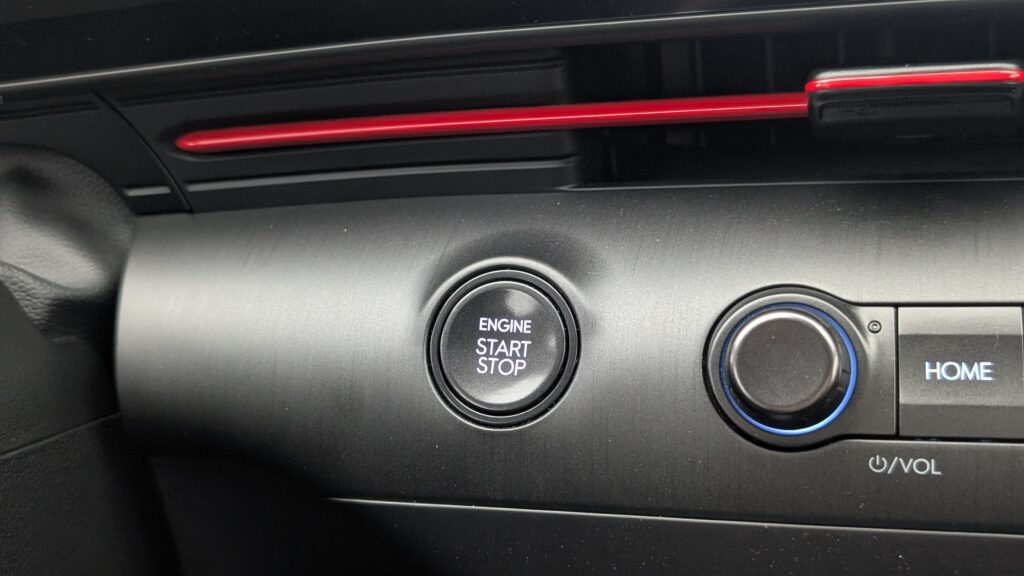 ENGINE
START
STOP
HOME
⏻/VOL